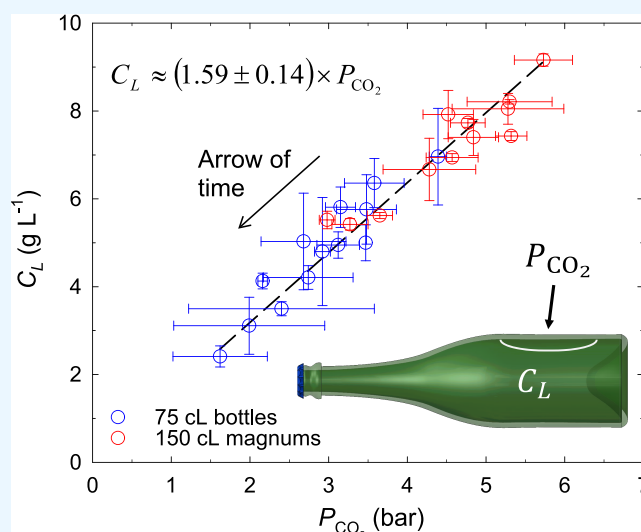 10
8
6
4
2
0
C_L (g L⁻¹)
C_L ≈ (1.59 ± 0.14) × P_CO₂
Arrow of
time
P_CO₂
C_L
75 cL bottles
150 cL magnums
0 1 2 3 4 5 6 7
P_CO₂ (bar)